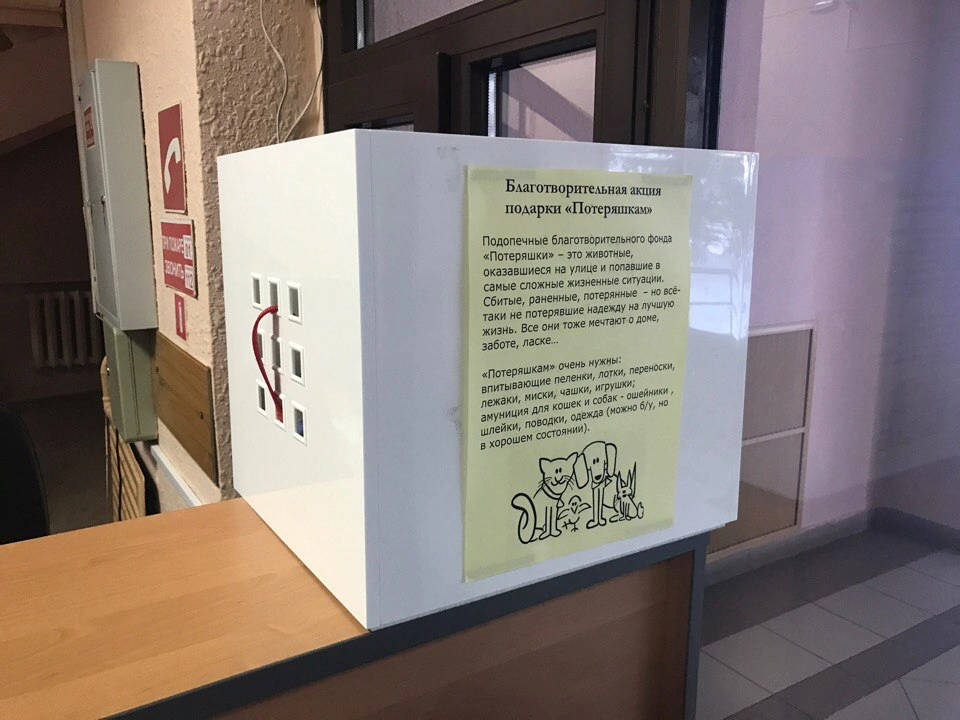 Благотворительная акция
подарки «Потеряшкам»
Подопечные благотворительного фонда
«Потеряшки» – это животные,
оказавшиеся на улице и попавшие в
самые сложные жизненные ситуации.
Сбитые, раненные, потерянные – но всё-
таки не потерявшие надежду на лучшую
жизнь. Все они тоже мечтают о доме,
заботе, ласке...
«Потеряшкам» очень нужны:
впитывающие пеленки, лотки, переноски,
лежаки, миски, чашки, игрушки;
амуниция для кошек и собак - ошейники ,
шлейки, поводки, одежда (можно б/у, но
в хорошем состоянии).
ПРИ ПОЖАРЕ
ЗВОНИТЬ